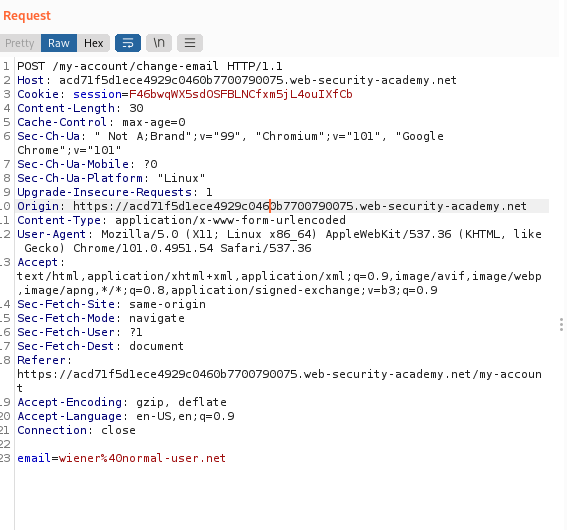 Request
Pretty Raw Hex \n
1 POST /my-account/change-email HTTP/1.1
2 Host: acd71f5d1ece4929c0460b7700790075.web-security-academy.net
3 Cookie: session=F46bwqWX5sdOSFBLNCfxm5jL4ouIXfCb
4 Content-Length: 30
5 Cache-Control: max-age=0
6 Sec-Ch-Ua: " Not A;Brand";v="99", "Chromium";v="101", "Google
Chrome";v="101"
7 Sec-Ch-Ua-Mobile: ?0
8 Sec-Ch-Ua-Platform: "Linux"
9 Upgrade-Insecure-Requests: 1
10 Origin: https://acd71f5d1ece4929c0460b7700790075.web-security-academy.net
11 Content-Type: application/x-www-form-urlencoded
12 User-Agent: Mozilla/5.0 (X11; Linux x86_64) AppleWebKit/537.36 (KHTML, like
Gecko) Chrome/101.0.4951.54 Safari/537.36
13 Accept:
text/html,application/xhtml+xml,application/xml;q=0.9,image/avif,image/webp
,image/apng,*/*;q=0.8,application/signed-exchange;v=b3;q=0.9
14 Sec-Fetch-Site: same-origin
15 Sec-Fetch-Mode: navigate
16 Sec-Fetch-User: ?1
17 Sec-Fetch-Dest: document
18 Referer:
https://acd71f5d1ece4929c0460b7700790075.web-security-academy.net/my-accoun
t
19 Accept-Encoding: gzip, deflate
20 Accept-Language: en-US,en;q=0.9
21 Connection: close
22
23 email=wiener%40normal-user.net